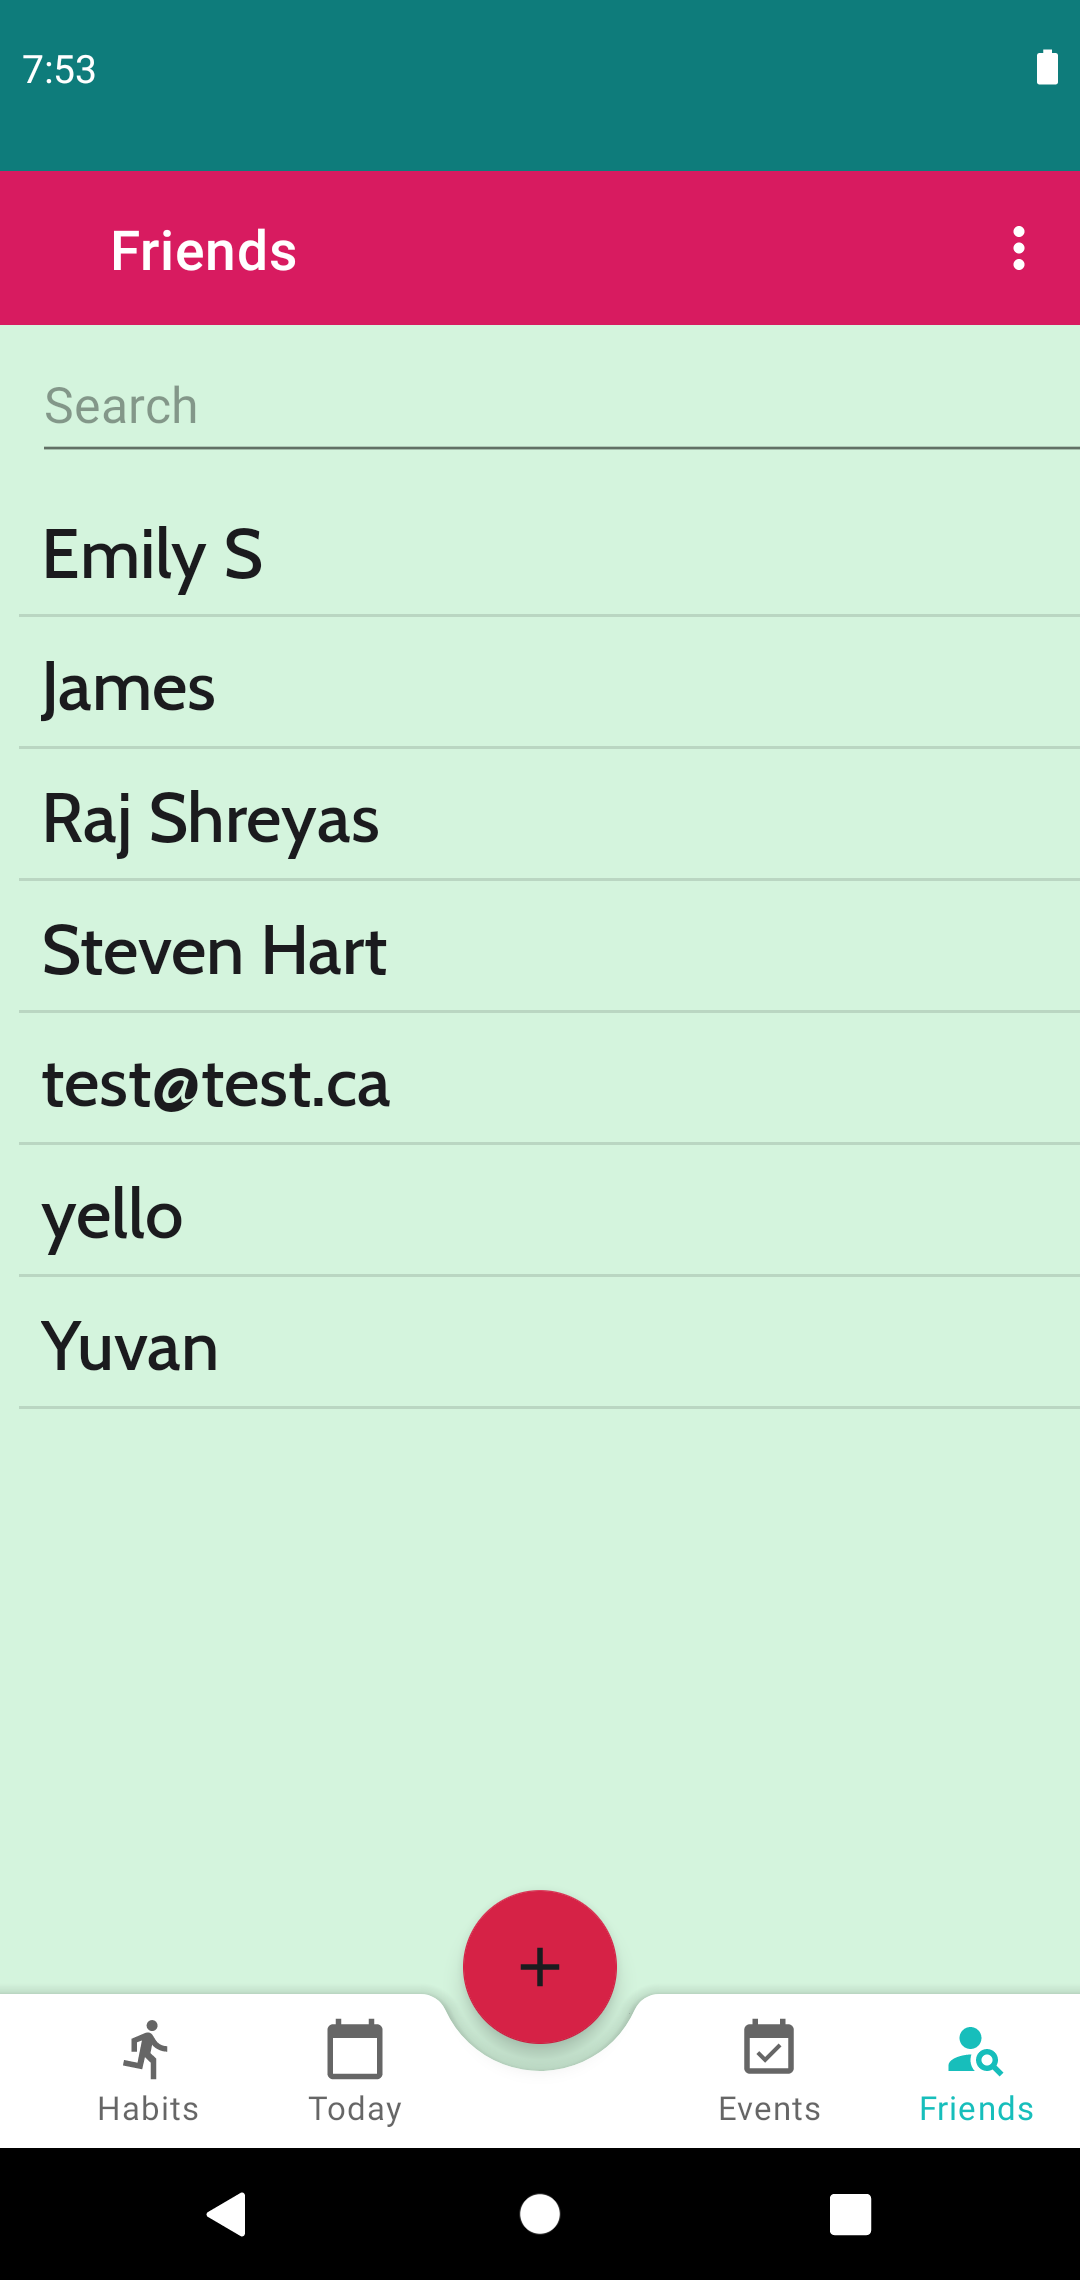 7:53
Friends
Search
Emily S
James
Raj Shreyas
Steven Hart
test@test.ca
yello
Yuvan
Habits Today Events Friends